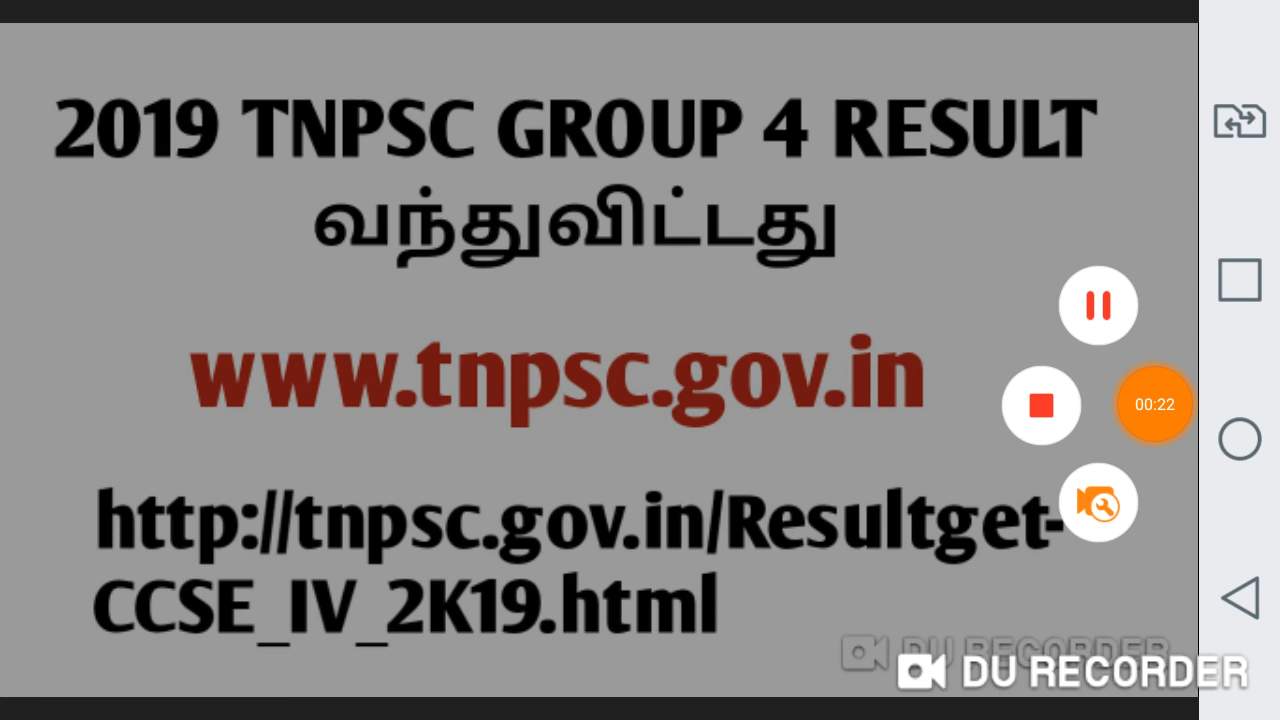 2019 TNPSC GROUP 4 RESULT
வந்துவிட்டது
www.tnpsc.gov.in
00:22
http://tnpsc.gov.in/Resultget-
CCSE_IV_2K19.html
DU RECORDER
DU RECORDER